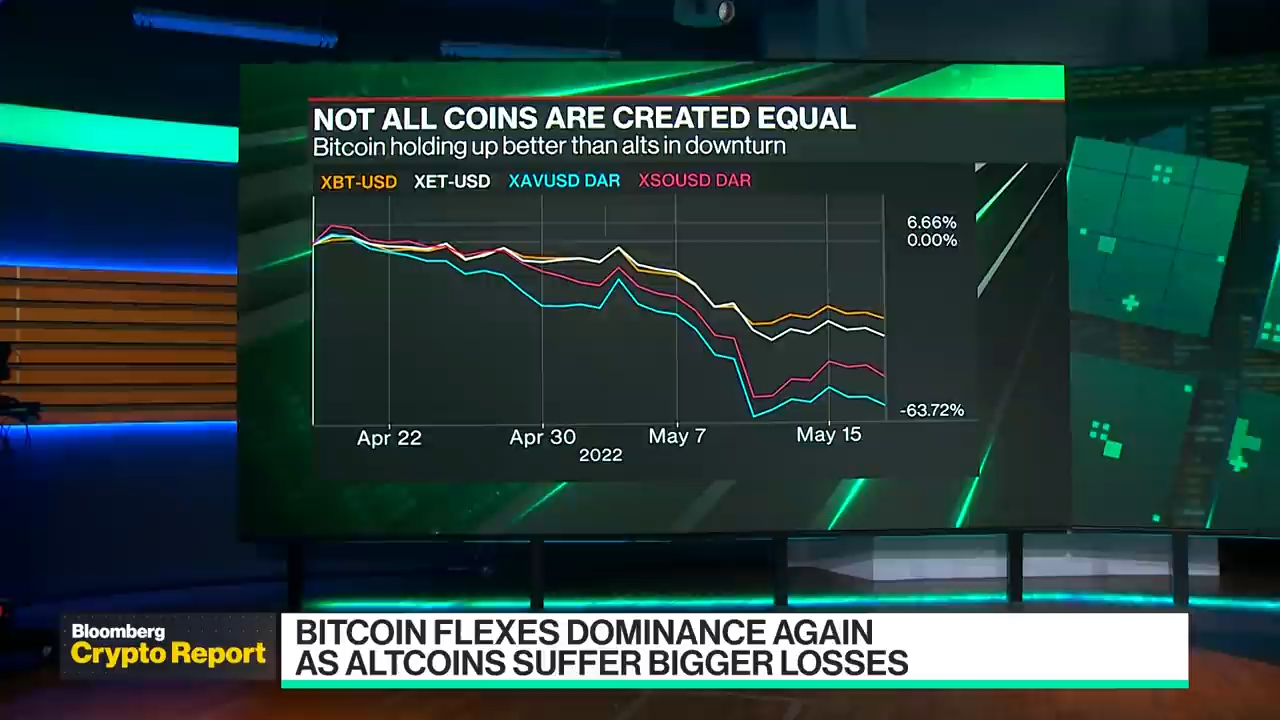 NOT ALL COINS ARE CREATED EQUAL
Bitcoin holding up better than alts in downturn
XBT-USD XET-USD XAVUSD DAR XSOUSD DAR
6.66%
0.00%
-63.72%
Apr 22 Apr 30 May 7 May 15
2022
Bloomberg
Crypto Report
BITCOIN FLEXES DOMINANCE AGAIN
AS ALTCOINS SUFFER BIGGER LOSSES